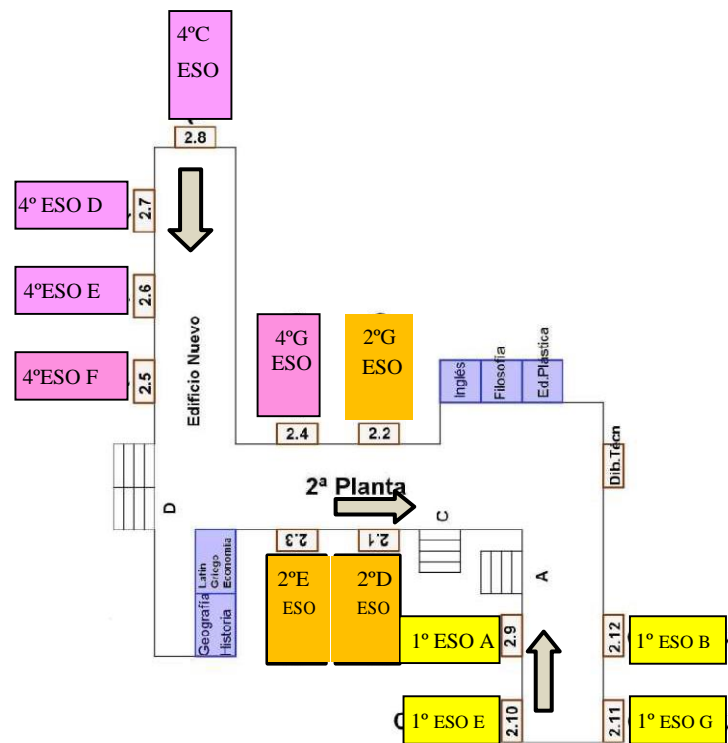 4ºC
ESO
2.8
4º ESO D
2.7
4ºESO E
2.6
4ºESO F
2.5
Edificio Nuevo
4ºG
ESO
2.4
2ºG
ESO
2.2
Inglés
Filosofía
Ed.Plástica
Dib.Técn
2ª Planta
D
C
A
Latín
Griego
Economía
Geografía
Historia
2.3
2ºE
ESO
2.1
2ºD
ESO
1º ESO A
2.9
2.12
1º ESO B
1º ESO E
2.10
2.11
1º ESO G